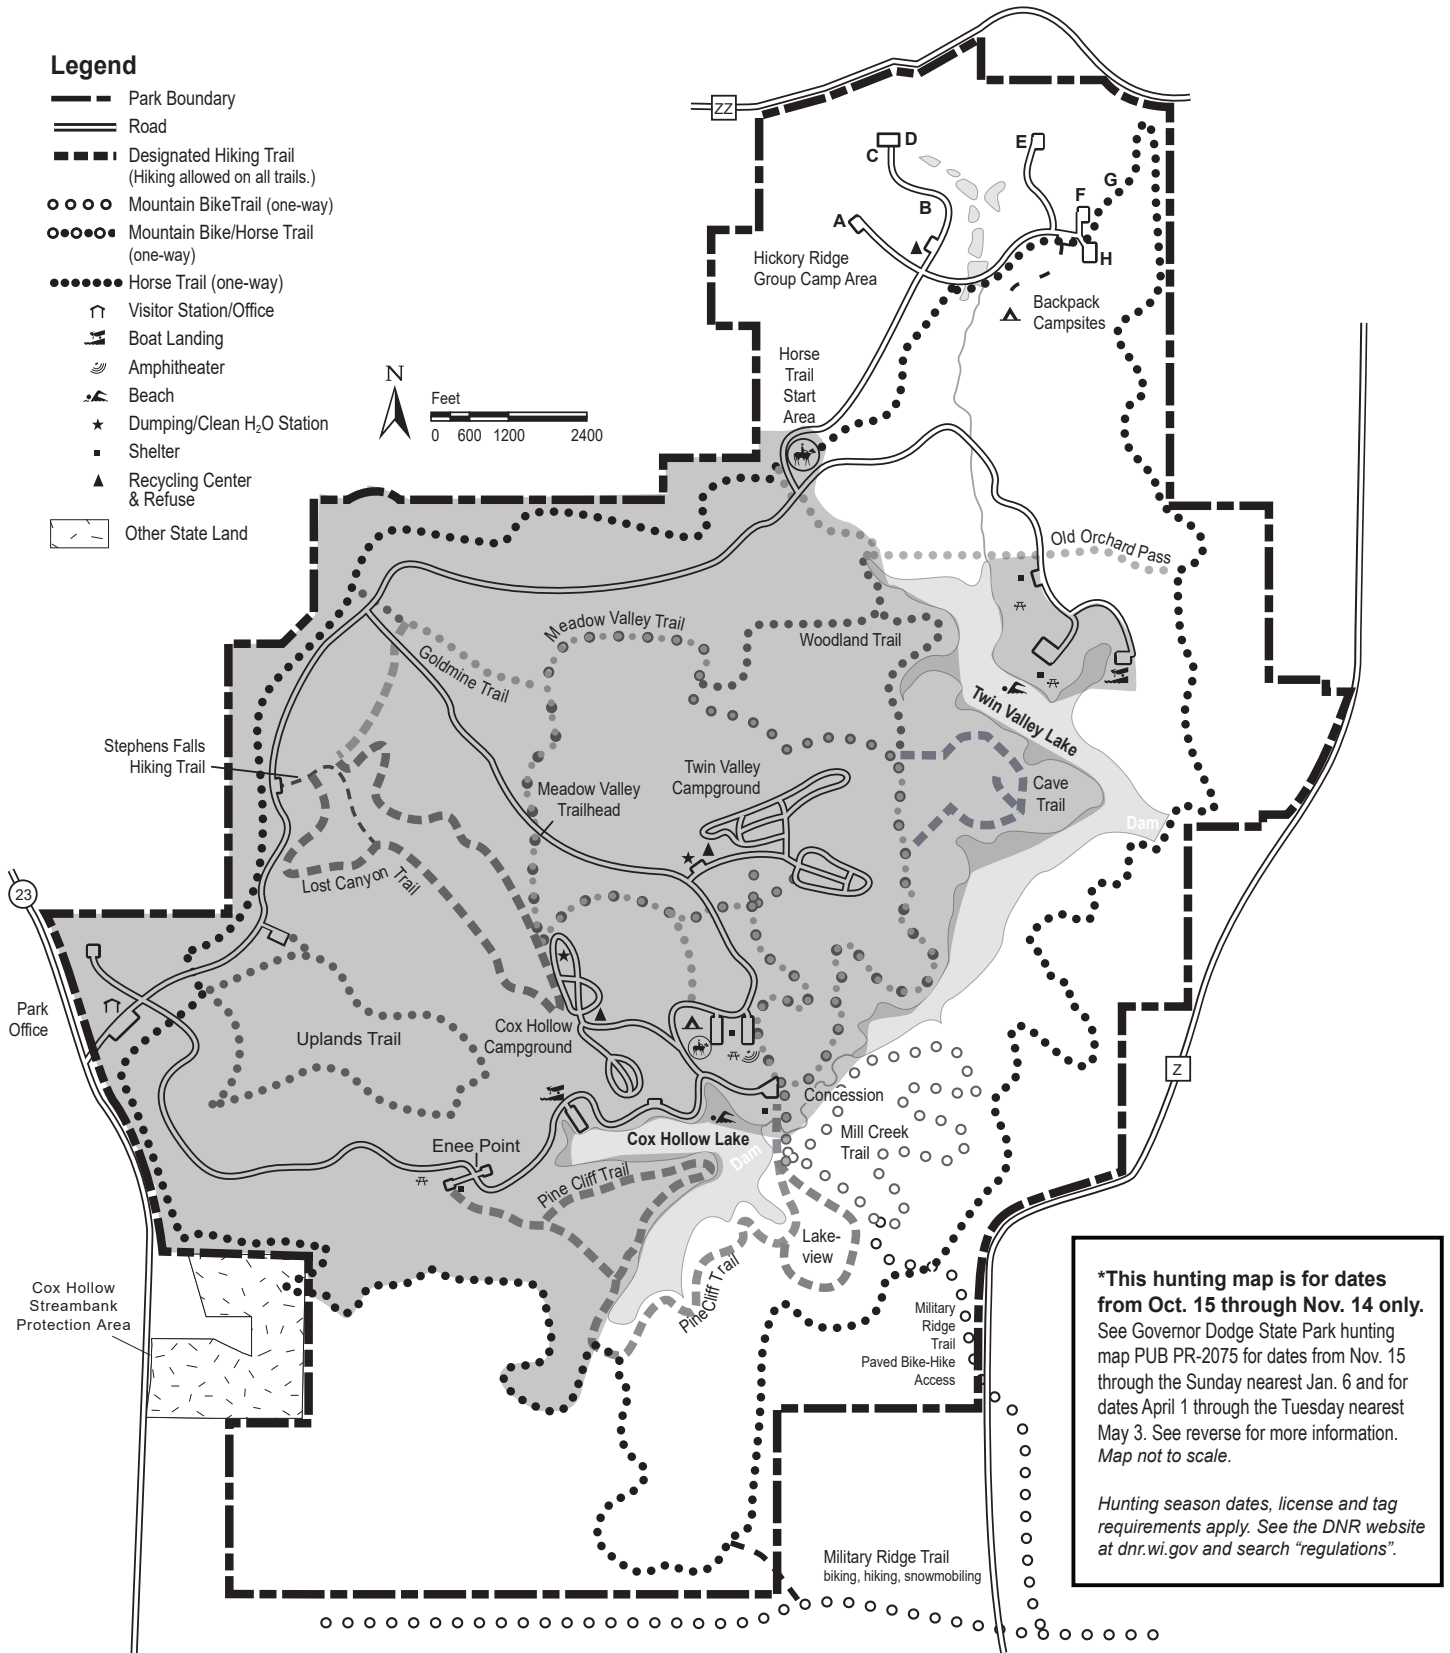 Legend
Park Boundary
Road
Designated Hiking Trail
(Hiking allowed on all trails.)
Mountain BikeTrail (one-way)
Mountain Bike/Horse Trail
(one-way)
Horse Trail (one-way)
Visitor Station/Office
Boat Landing
Amphitheater
Beach
Dumping/Clean H2O Station
Shelter
Recycling Center
& Refuse
Other State Land
N
Feet
0 600 1200 2400
ZZ
A
B
C
D
E
F
G
H
Hickory Ridge
Group Camp Area
Backpack
Campsites
Horse
Trail
Start
Area
Old Orchard Pass
Meadow Valley Trail
Woodland Trail
Goldmine Trail
Twin Valley Lake
Stephens Falls
Hiking Trail
Meadow Valley
Trailhead
Twin Valley
Campground
Cave
Trail
Dam
Lost Canyon Trail
23
Park
Office
Uplands Trail
Cox Hollow
Campground
Concession
Z
Mill Creek
Trail
Cox Hollow Lake
Dam
Enee Point
Pine Cliff Trail
Lake-
view
PineCliff Trail
Cox Hollow
Streambank
Protection Area
Military
Ridge
Trail
Paved Bike-Hike
Access
Military Ridge Trail
biking, hiking, snowmobiling
*This hunting map is for dates
from Oct. 15 through Nov. 14 only.
See Governor Dodge State Park hunting
map PUB PR-2075 for dates from Nov. 15
through the Sunday nearest Jan. 6 and for
dates April 1 through the Tuesday nearest
May 3. See reverse for more information.
Map not to scale.
Hunting season dates, license and tag
requirements apply. See the DNR website
at dnr.wi.gov and search “regulations”.